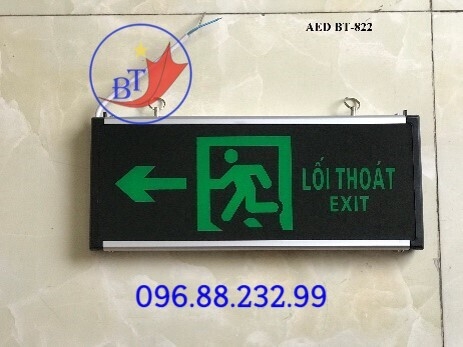 AED BT-822
BT
LỐI THOÁT
EXIT
096.88.232.99